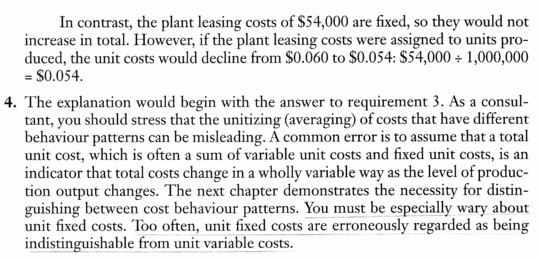 In contrast, the plant leasing costs of $54,000 are fixed, so they would not
increase in total. However, if the plant leasing costs were assigned to units pro-
duced, the unit costs would decline from $0.060 to $0.054: $54,000 ÷ 1,000,000
= $0.054.
4. The explanation would begin with the answer to requirement 3. As a consul-
tant, you should stress that the unitizing (averaging) of costs that have different
behaviour patterns can be misleading. A common error is to assume that a total
unit cost, which is often a sum of variable unit costs and fixed unit costs, is an
indicator that total costs change in a wholly variable way as the level of produc-
tion output changes. The next chapter demonstrates the necessity for distin-
guishing between cost behaviour patterns. You must be especially wary about
unit fixed costs. Too often, unit fixed costs are erroneously regarded as being
indistinguishable from unit variable costs.